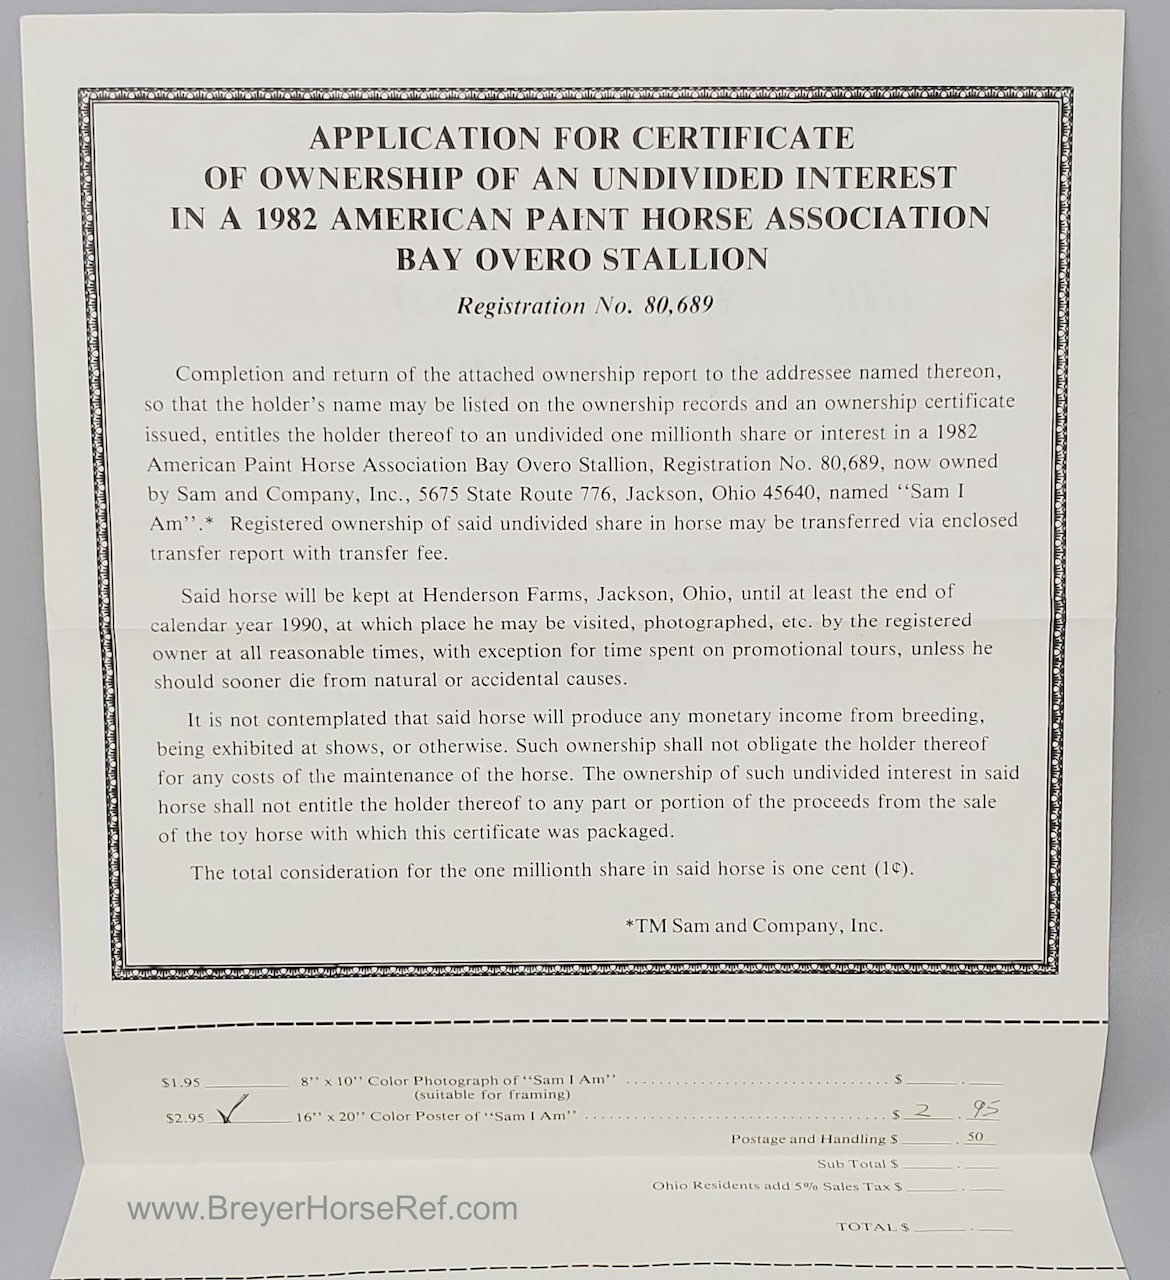 APPLICATION FOR CERTIFICATE
OF OWNERSHIP OF AN UNDIVIDED INTEREST
IN A 1982 AMERICAN PAINT HORSE ASSOCIATION
BAY OVERO STALLION
Registration No. 80,689
Completion and return of the attached ownership report to the addressee named thereon,
so that the holder's name may be listed on the ownership records and an ownership certificate
issued, entitles the holder thereof to an undivided one millionth share or interest in a 1982
American Paint Horse Association Bay Overo Stallion, Registration No. 80,689, now owned
by Sam and Company, Inc., 5675 State Route 776, Jackson, Ohio 45640, named "Sam I
Am".* Registered ownership of said undivided share in horse may be transferred via enclosed
transfer report with transfer fee.
Said horse will be kept at Henderson Farms, Jackson, Ohio, until at least the end of
calendar year 1990, at which place he may be visited, photographed, etc. by the registered
owner at all reasonable times, with exception for time spent on promotional tours, unless he
should sooner die from natural or accidental causes.
It is not contemplated that said horse will produce any monetary income from breeding,
being exhibited at shows, or otherwise. Such ownership shall not obligate the holder thereof
for any costs of the maintenance of the horse. The ownership of such undivided interest in said
horse shall not entitle the holder thereof to any part or portion of the proceeds from the sale
of the toy horse with which this certificate was packaged.
The total consideration for the one millionth share in said horse is one cent (1¢).
*TM Sam and Company, Inc.
$1.95 ________ 8'' x 10'' Color Photograph of "Sam I Am" ........ $ ____ . ____
(suitable for framing)
$2.95 ✓ 16'' x 20'' Color Poster of "Sam I Am" ........ $ 2 . 95
Postage and Handling $ ____ . 50
Sub Total $ ____ . ____
Ohio Residents add 5% Sales Tax $ ____ . ____
www.BreyerHorseRef.com
TOTAL $ ____ . ____